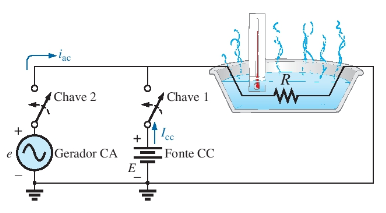 iac
Chave 2
Chave 1
R
Icc
+
+
e
Gerador CA
Fonte CC
E
–
–